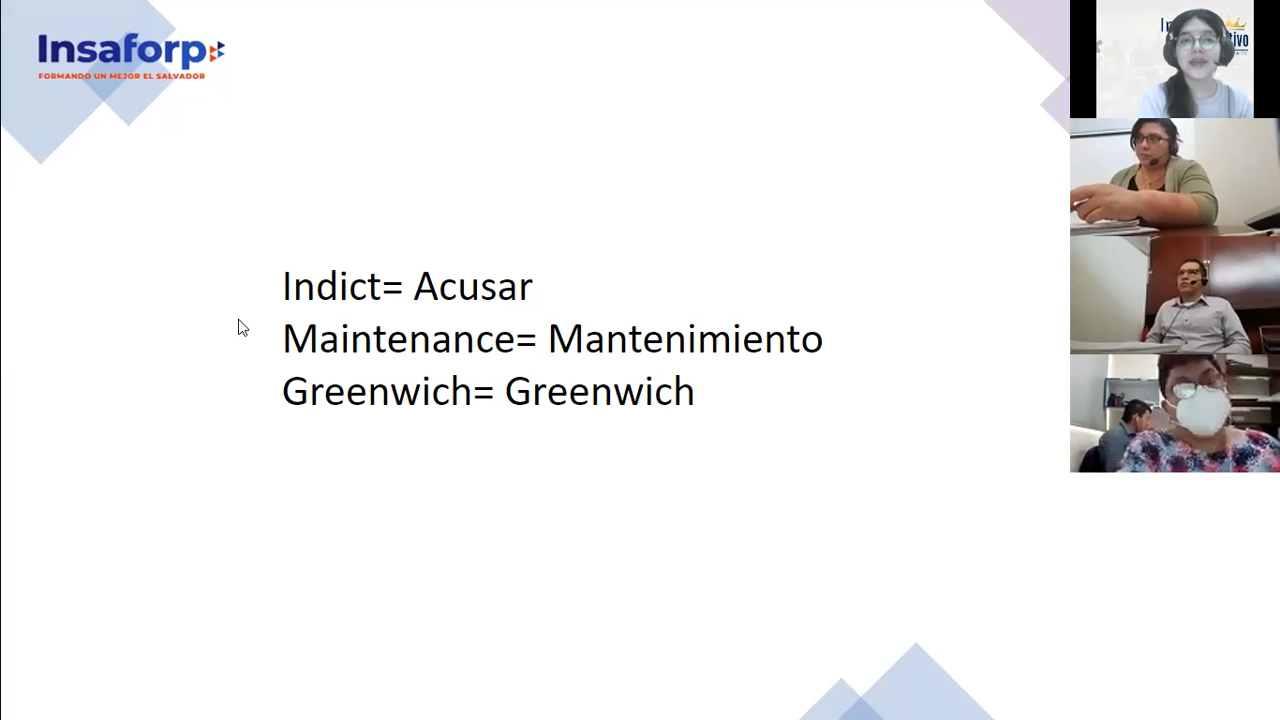 Insaforp
FORMANDO UN MEJOR EL SALVADOR
Indict= Acusar
Maintenance= Mantenimiento
Greenwich= Greenwich